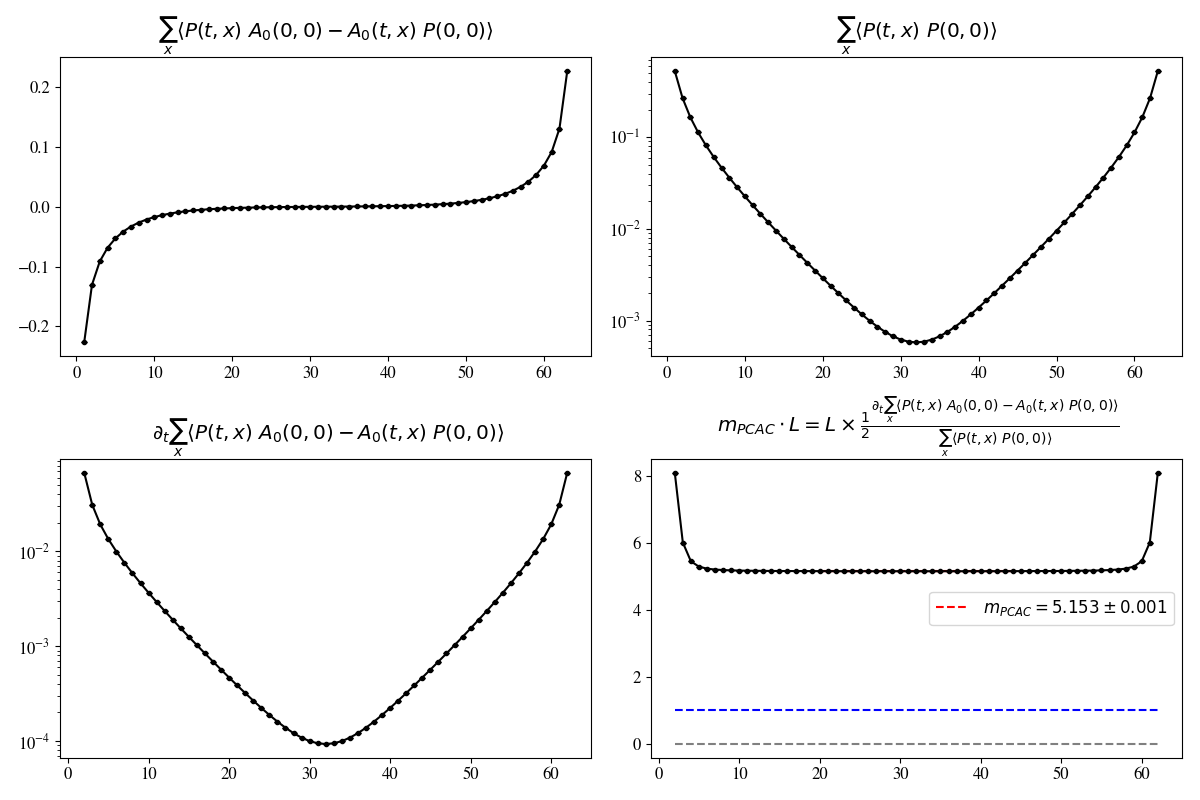 ∑ₓ⟨P(t, x) A₀(0, 0) − A₀(t, x) P(0, 0)⟩
0.2
0.1
0.0
−0.1
−0.2
0 10 20 30 40 50 60
∑ₓ⟨P(t, x) P(0, 0)⟩
10⁻¹
10⁻²
10⁻³
0 10 20 30 40 50 60
∂ₜ∑ₓ⟨P(t, x) A₀(0, 0) − A₀(t, x) P(0, 0)⟩
10⁻²
10⁻³
10⁻⁴
0 10 20 30 40 50 60
m_PCAC · L = L × 1/2 ∂ₜ∑ₓ⟨P(t, x) A₀(0, 0) − A₀(t, x) P(0, 0)⟩ / ∑ₓ⟨P(t, x) P(0, 0)⟩
8
6
4
2
0
m_PCAC = 5.153 ± 0.001
0 10 20 30 40 50 60